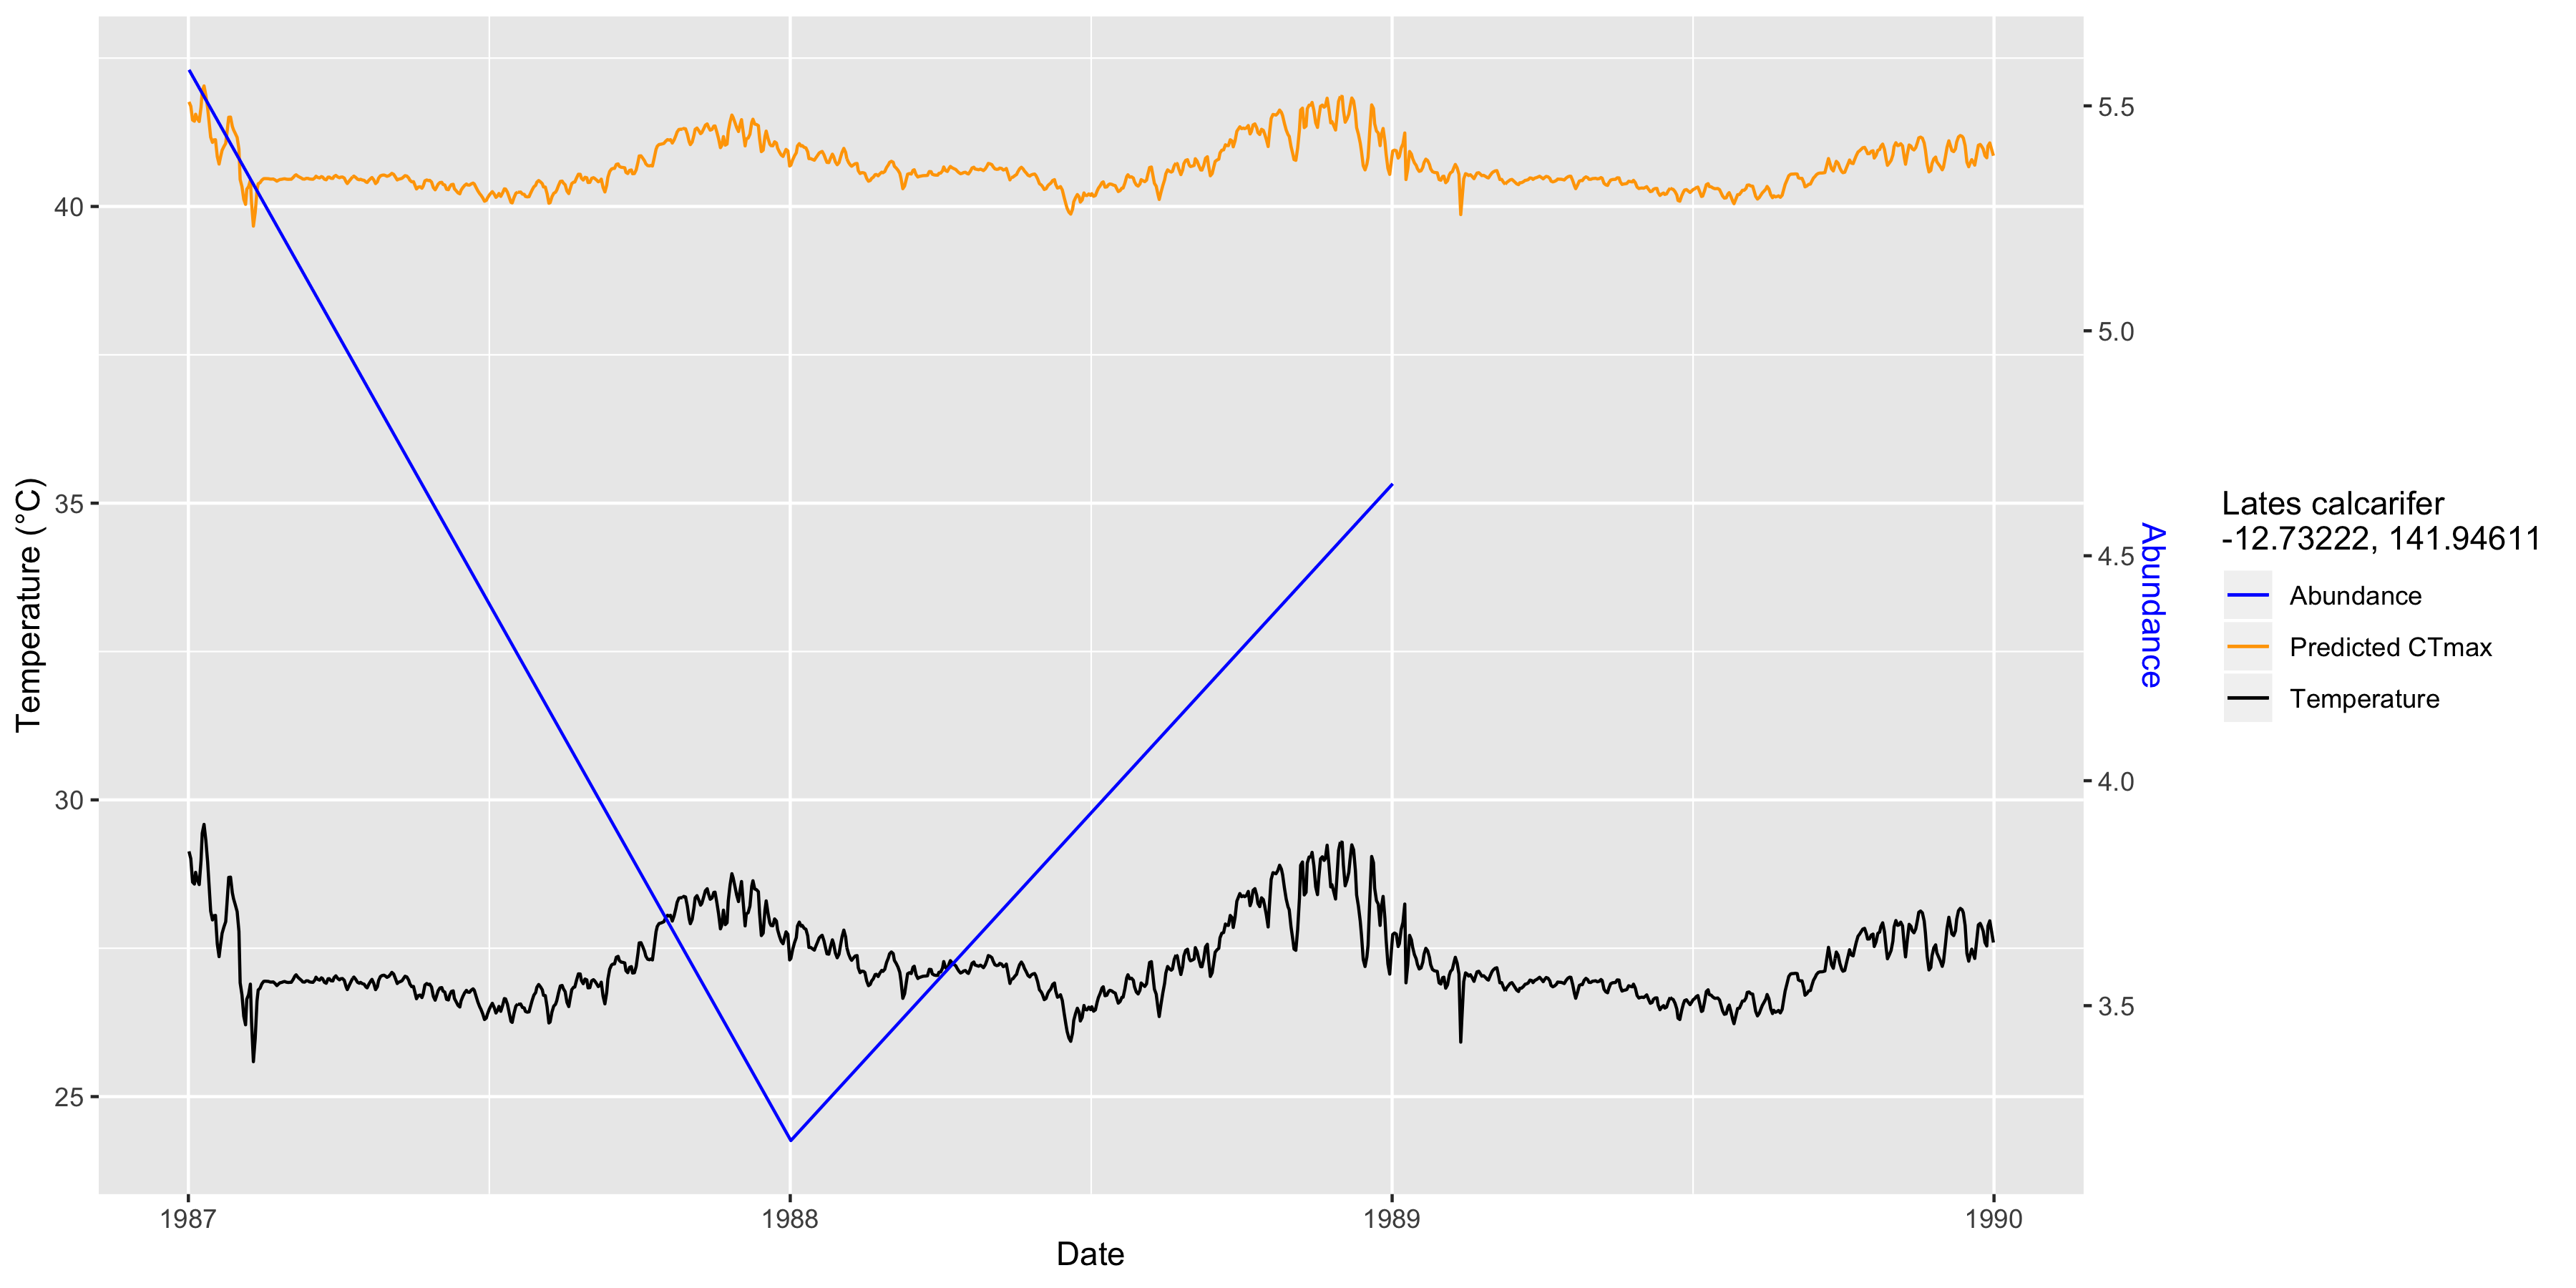 Temperature (°C)
40
35
30
25
1987
1988
1989
1990
Date
5.5
5.0
4.5
4.0
3.5
Abundance
Lates calcarifer
-12.73222, 141.94611
Abundance
Predicted CTmax
Temperature